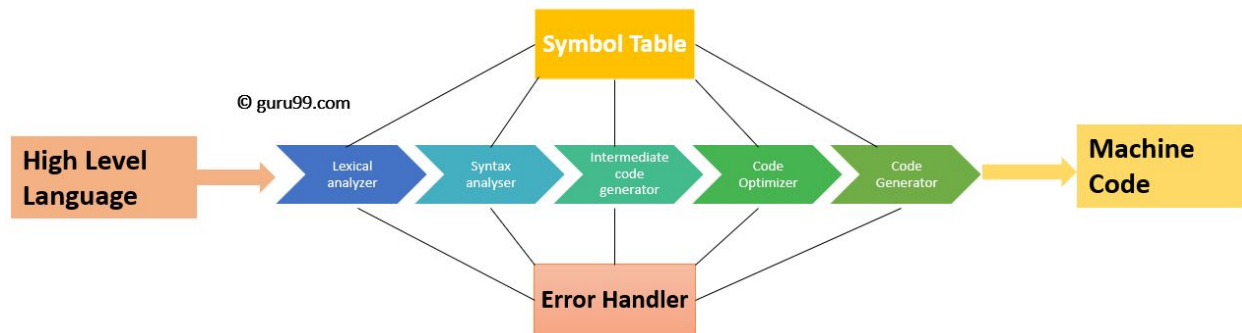 Symbol Table
© guru99.com
High Level
Language
Lexical
analyzer
Syntax
analyser
Intermediate
code
generator
Code
Optimizer
Code
Generator
Machine
Code
Error Handler